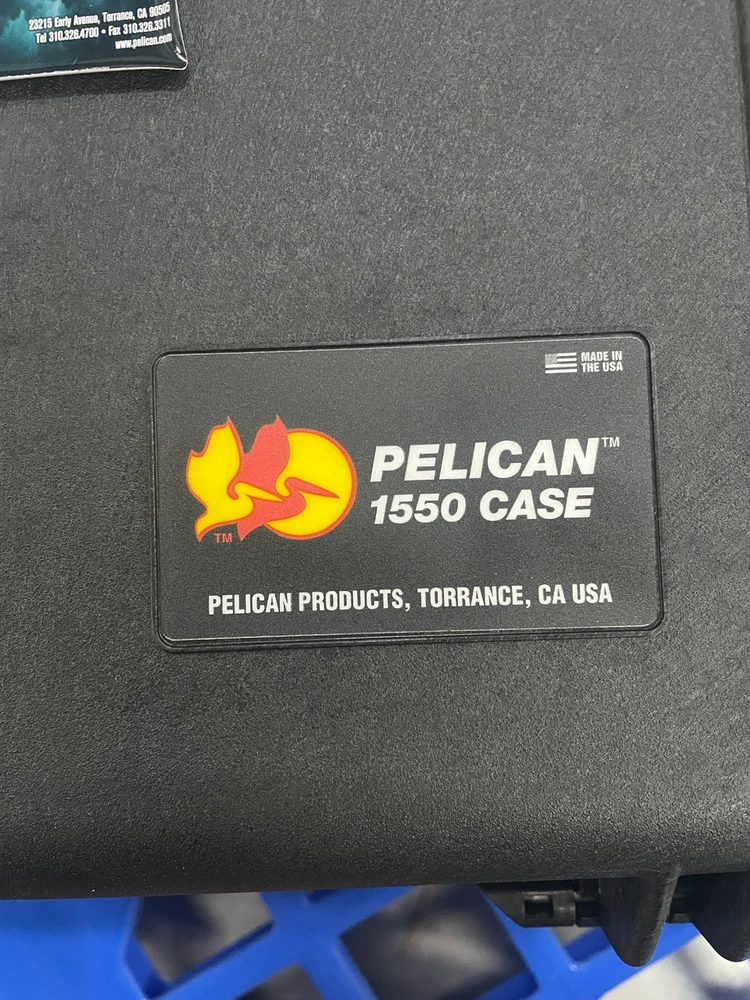 23215 Early Avenue, Torrance, CA 90505
Tel 310.326.4700 • Fax 310.326.3311
www.pelican.com
MADE IN
THE USA
PELICAN™
1550 CASE
TM
PELICAN PRODUCTS, TORRANCE, CA USA